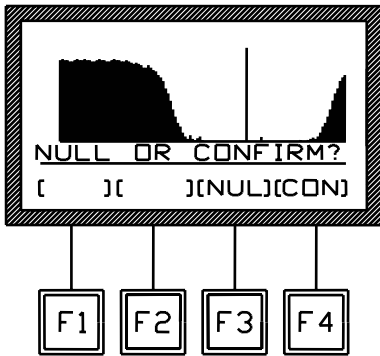 NULL OR CONFIRM?
[ ][ ][NUL][CON]
F1 F2 F3 F4